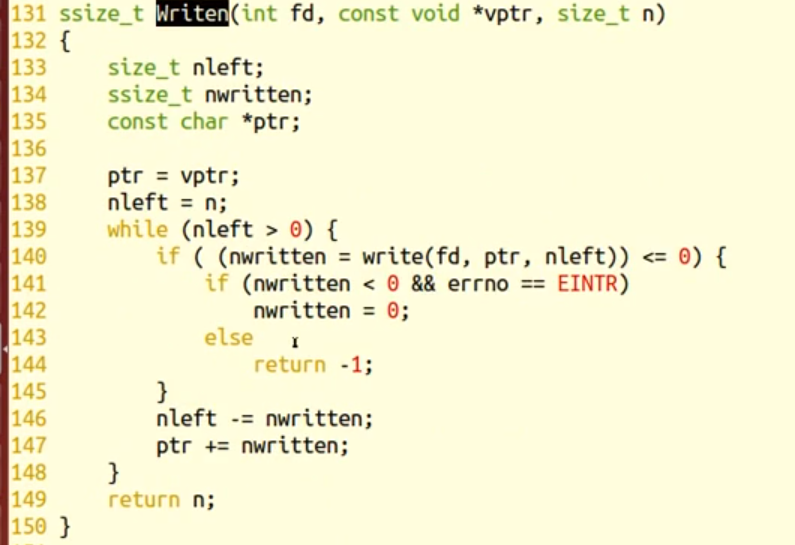 131 ssize_t Writen(int fd, const void *vptr, size_t n)
132 {
133     size_t nleft;
134     ssize_t nwritten;
135     const char *ptr;
136
137     ptr = vptr;
138     nleft = n;
139     while (nleft > 0) {
140         if ( (nwritten = write(fd, ptr, nleft)) <= 0) {
141             if (nwritten < 0 && errno == EINTR)
142                 nwritten = 0;
143             else
144                 return -1;
145         }
146         nleft -= nwritten;
147         ptr += nwritten;
148     }
149     return n;
150 }